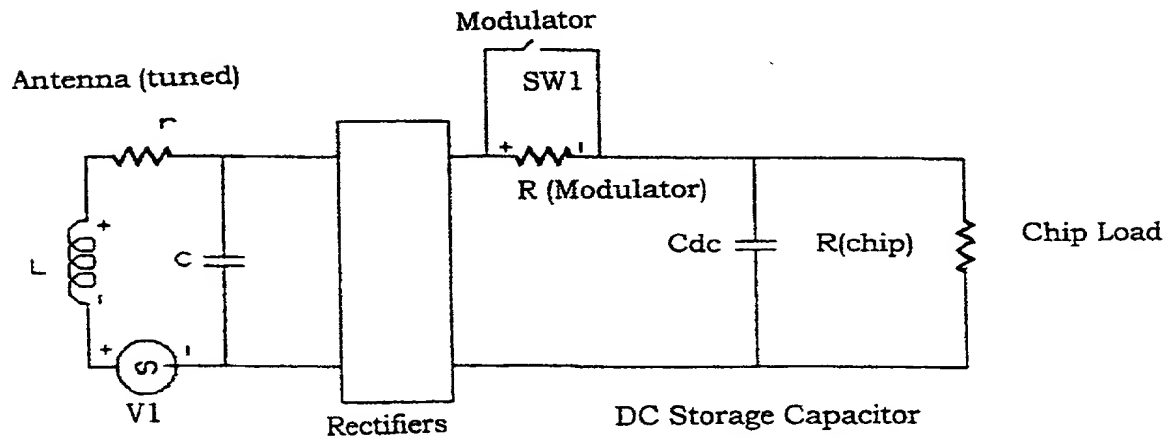 Modulator
Antenna (tuned)
SW1
r
+ -
R (Modulator)
+
L
C
Cdc
R(chip)
Chip Load
-
+ -
S
V1
Rectifiers
DC Storage Capacitor